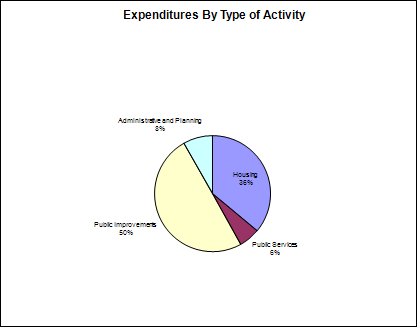 Expenditures By Type of Activity
Administrative and Planning
8%
Housing
36%
Public Improvements
50%
Public Services
6%